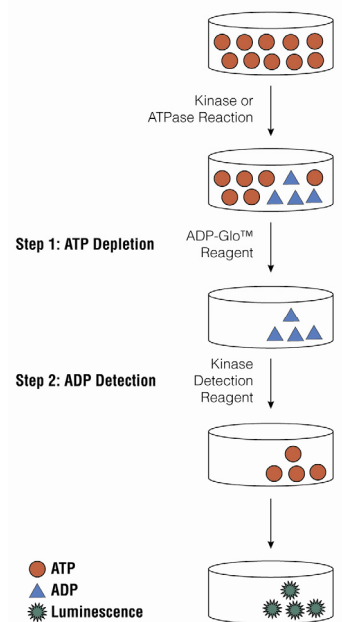 Kinase or
ATPase Reaction
Step 1: ATP Depletion
ADP-Glo™
Reagent
Step 2: ADP Detection
Kinase
Detection
Reagent
ATP
ADP
Luminescence